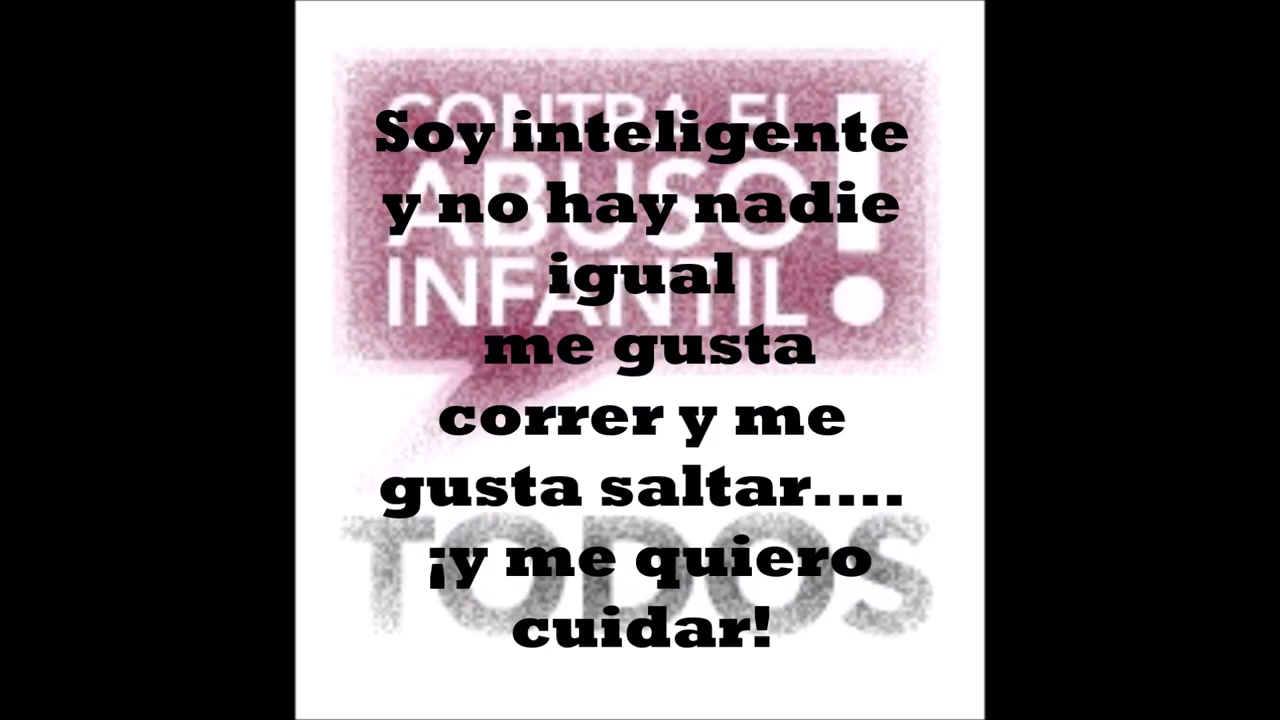 Soy inteligente
y no hay nadie
igual
me gusta
correr y me
gusta saltar....
¡y me quiero
cuidar!
CONTRA EL
ABUSO
INFANTIL!
TODOS